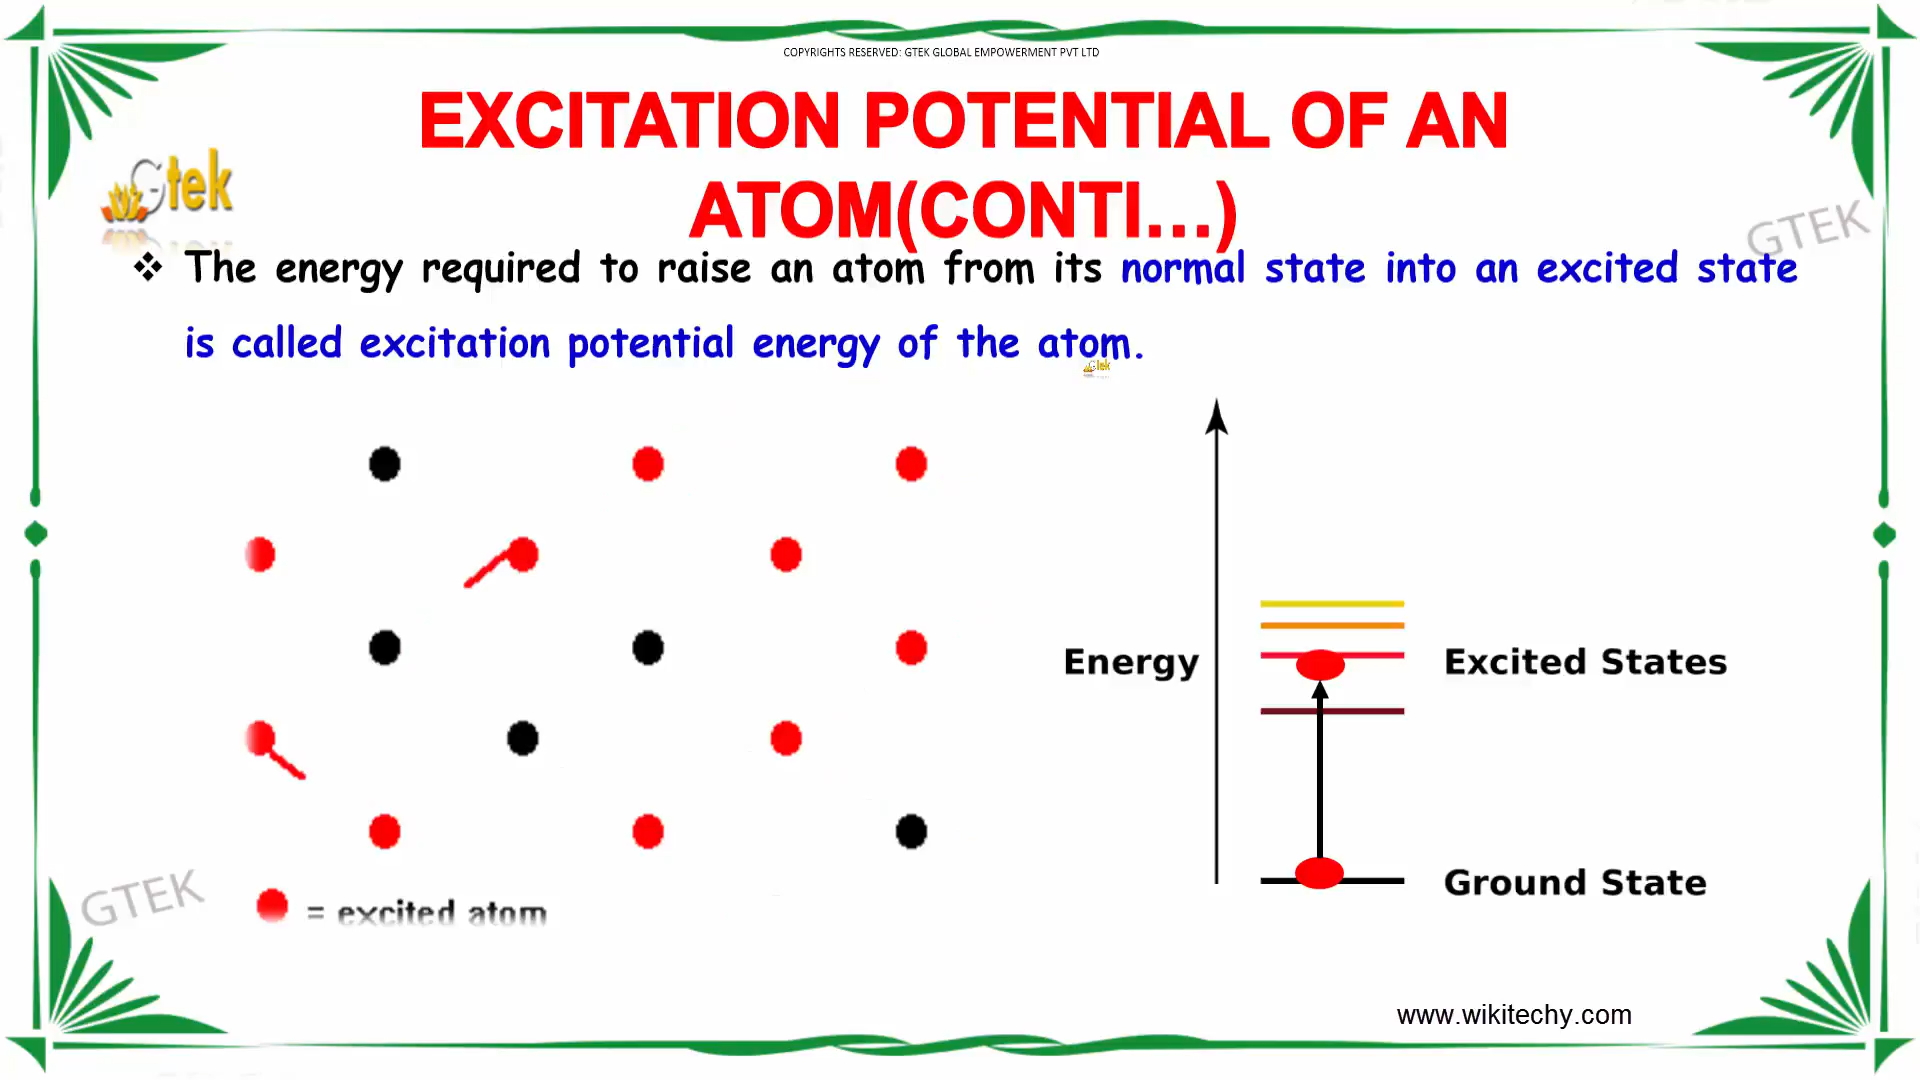 COPYRIGHTS RESERVED: GTEK GLOBAL EMPOWERMENT PVT LTD
EXCITATION POTENTIAL OF AN
ATOM(CONTI...)
Gtek
GTEK
❖ The energy required to raise an atom from its normal state into an excited state
is called excitation potential energy of the atom.
Gtek
Energy
Excited States
Ground State
GTEK
= excited atom
www.wikitechy.com